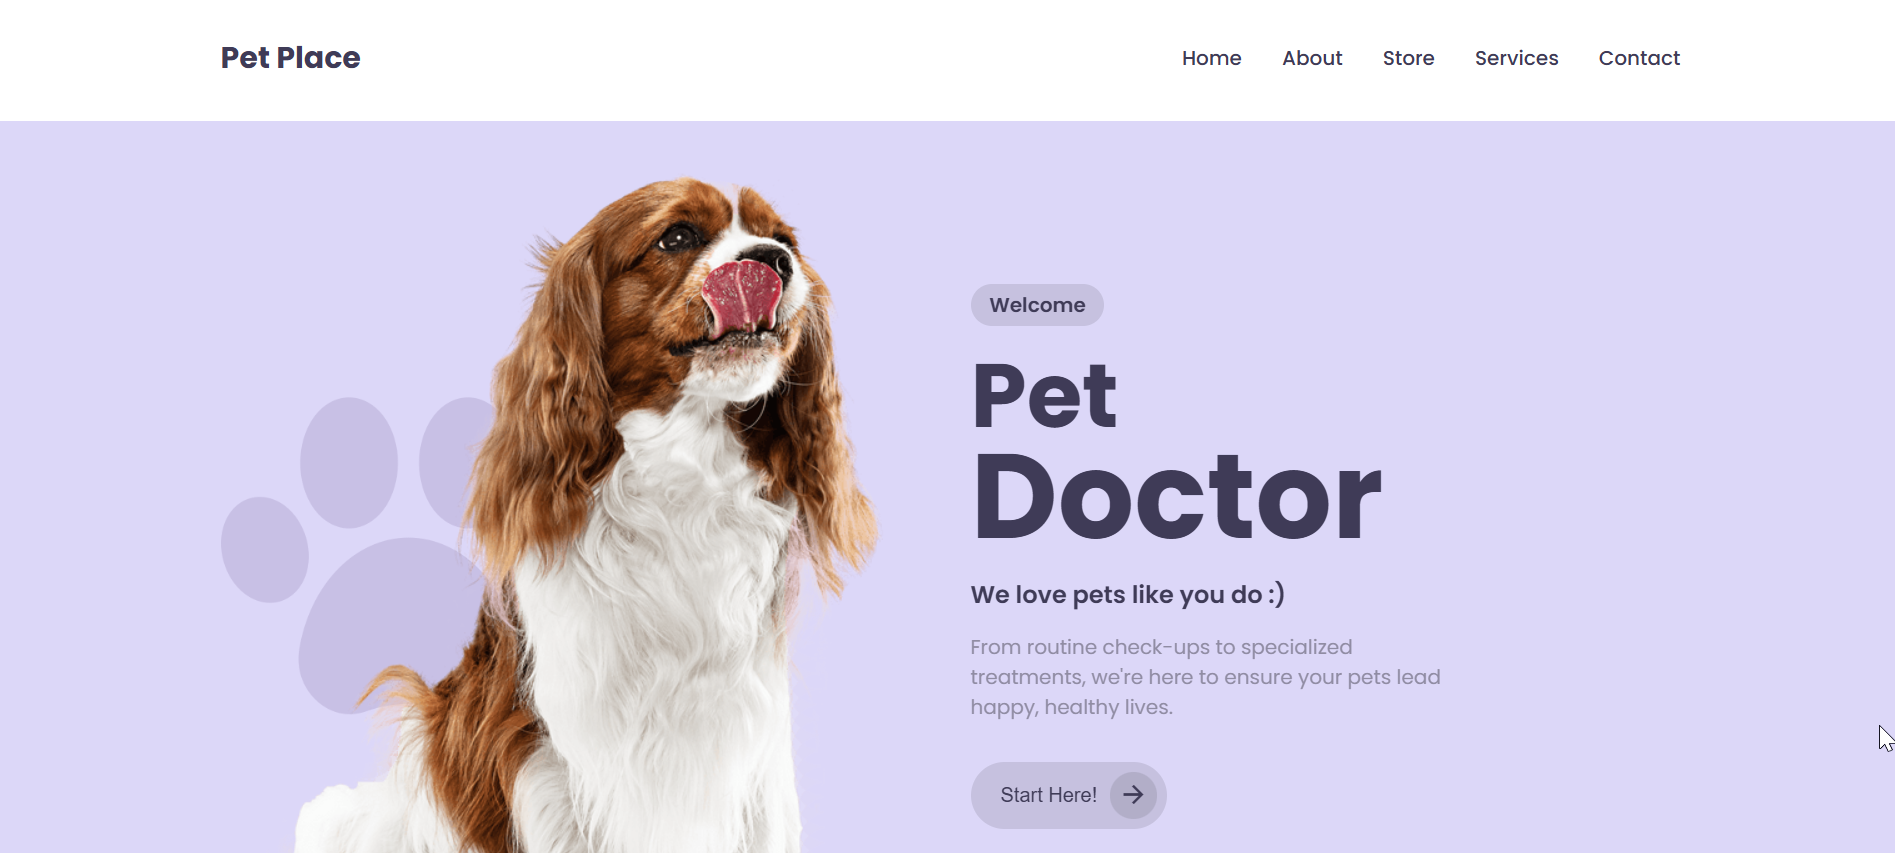 Pet Place
Home About Store Services Contact
Welcome
Pet
Doctor
We love pets like you do :)
From routine check-ups to specialized
treatments, we're here to ensure your pets lead
happy, healthy lives.
Start Here!